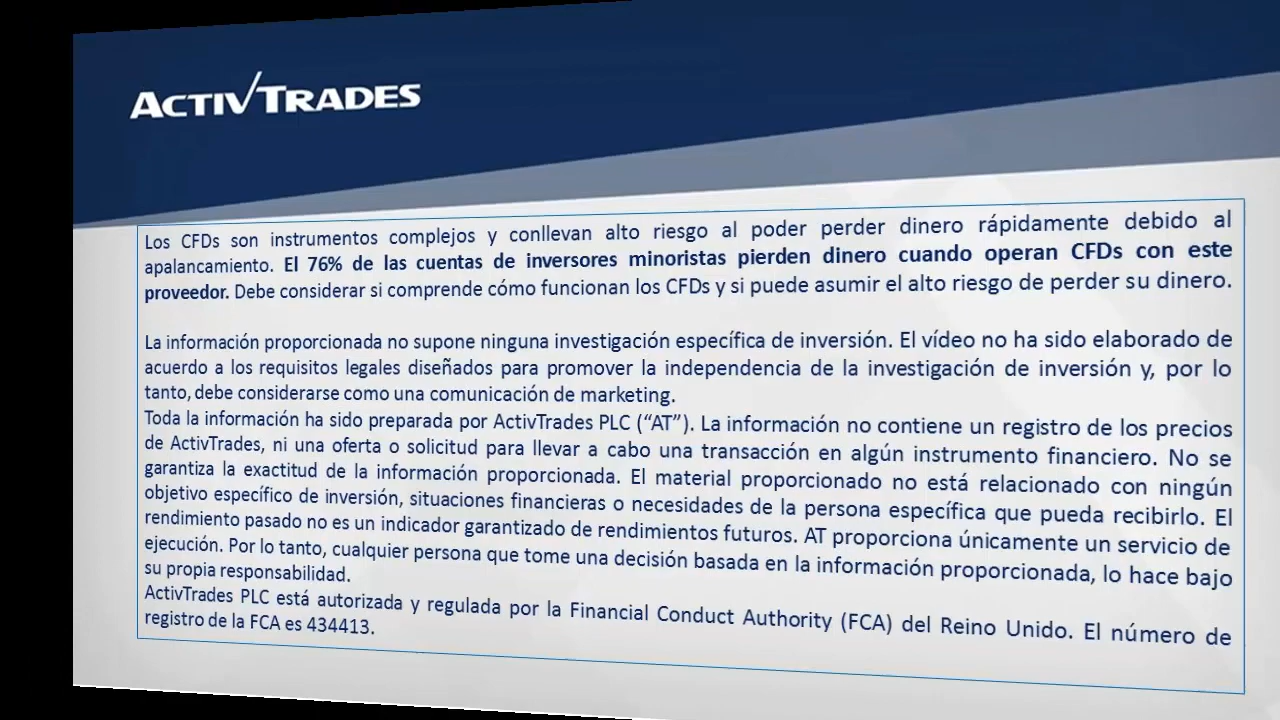 ACTIVTRADES
Los CFDs son instrumentos complejos y conllevan alto riesgo al poder perder dinero rápidamente debido al
apalancamiento. El 76% de las cuentas de inversores minoristas pierden dinero cuando operan CFDs con este
proveedor. Debe considerar si comprende cómo funcionan los CFDs y si puede asumir el alto riesgo de perder su dinero.
La información proporcionada no supone ninguna investigación específica de inversión. El vídeo no ha sido elaborado de
acuerdo a los requisitos legales diseñados para promover la independencia de la investigación de inversión y, por lo
tanto, debe considerarse como una comunicación de marketing.
Toda la información ha sido preparada por ActivTrades PLC (“AT”). La información no contiene un registro de los precios
de ActivTrades, ni una oferta o solicitud para llevar a cabo una transacción en algún instrumento financiero. No se
garantiza la exactitud de la información proporcionada. El material proporcionado no está relacionado con ningún
objetivo específico de inversión, situaciones financieras o necesidades de la persona específica que pueda recibirlo. El
rendimiento pasado no es un indicador garantizado de rendimientos futuros. AT proporciona únicamente un servicio de
ejecución. Por lo tanto, cualquier persona que tome una decisión basada en la información proporcionada, lo hace bajo
su propia responsabilidad.
ActivTrades PLC está autorizada y regulada por la Financial Conduct Authority (FCA) del Reino Unido. El número de
registro de la FCA es 434413.